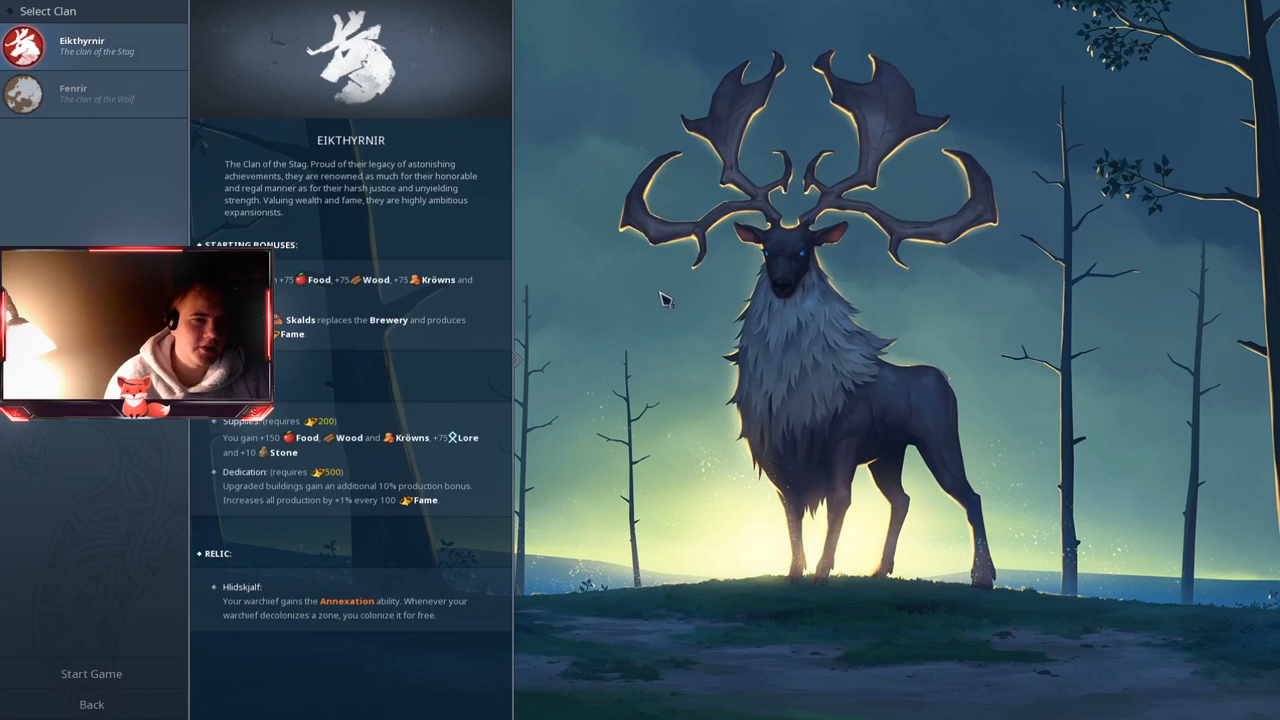 Select Clan
Eikthyrnir
The clan of the Stag
Fenrir
The clan of the Wolf
Start Game
Back
EIKTHYRNIR
The Clan of the Stag. Proud of their legacy of astonishing
achievements, they are renowned as much for their honorable
and regal manner as for their harsh justice and unyielding
strength. Valuing wealth and fame, they are highly ambitious
expansionists.
STARTING BONUSES:
+75 Food, +75 Wood, +75 Kröwns and
Skalds replaces the Brewery and produces
Fame.
Supplies: (requires 200)
You gain +150 Food, Wood and Kröwns, +75 Lore
and +10 Stone
Dedication: (requires 500)
Upgraded buildings gain an additional 10% production bonus.
Increases all production by +1% every 100 Fame.
RELIC:
Hlidskjalf:
Your warchief gains the Annexation ability. Whenever your
warchief decolonizes a zone, you colonize it for free.